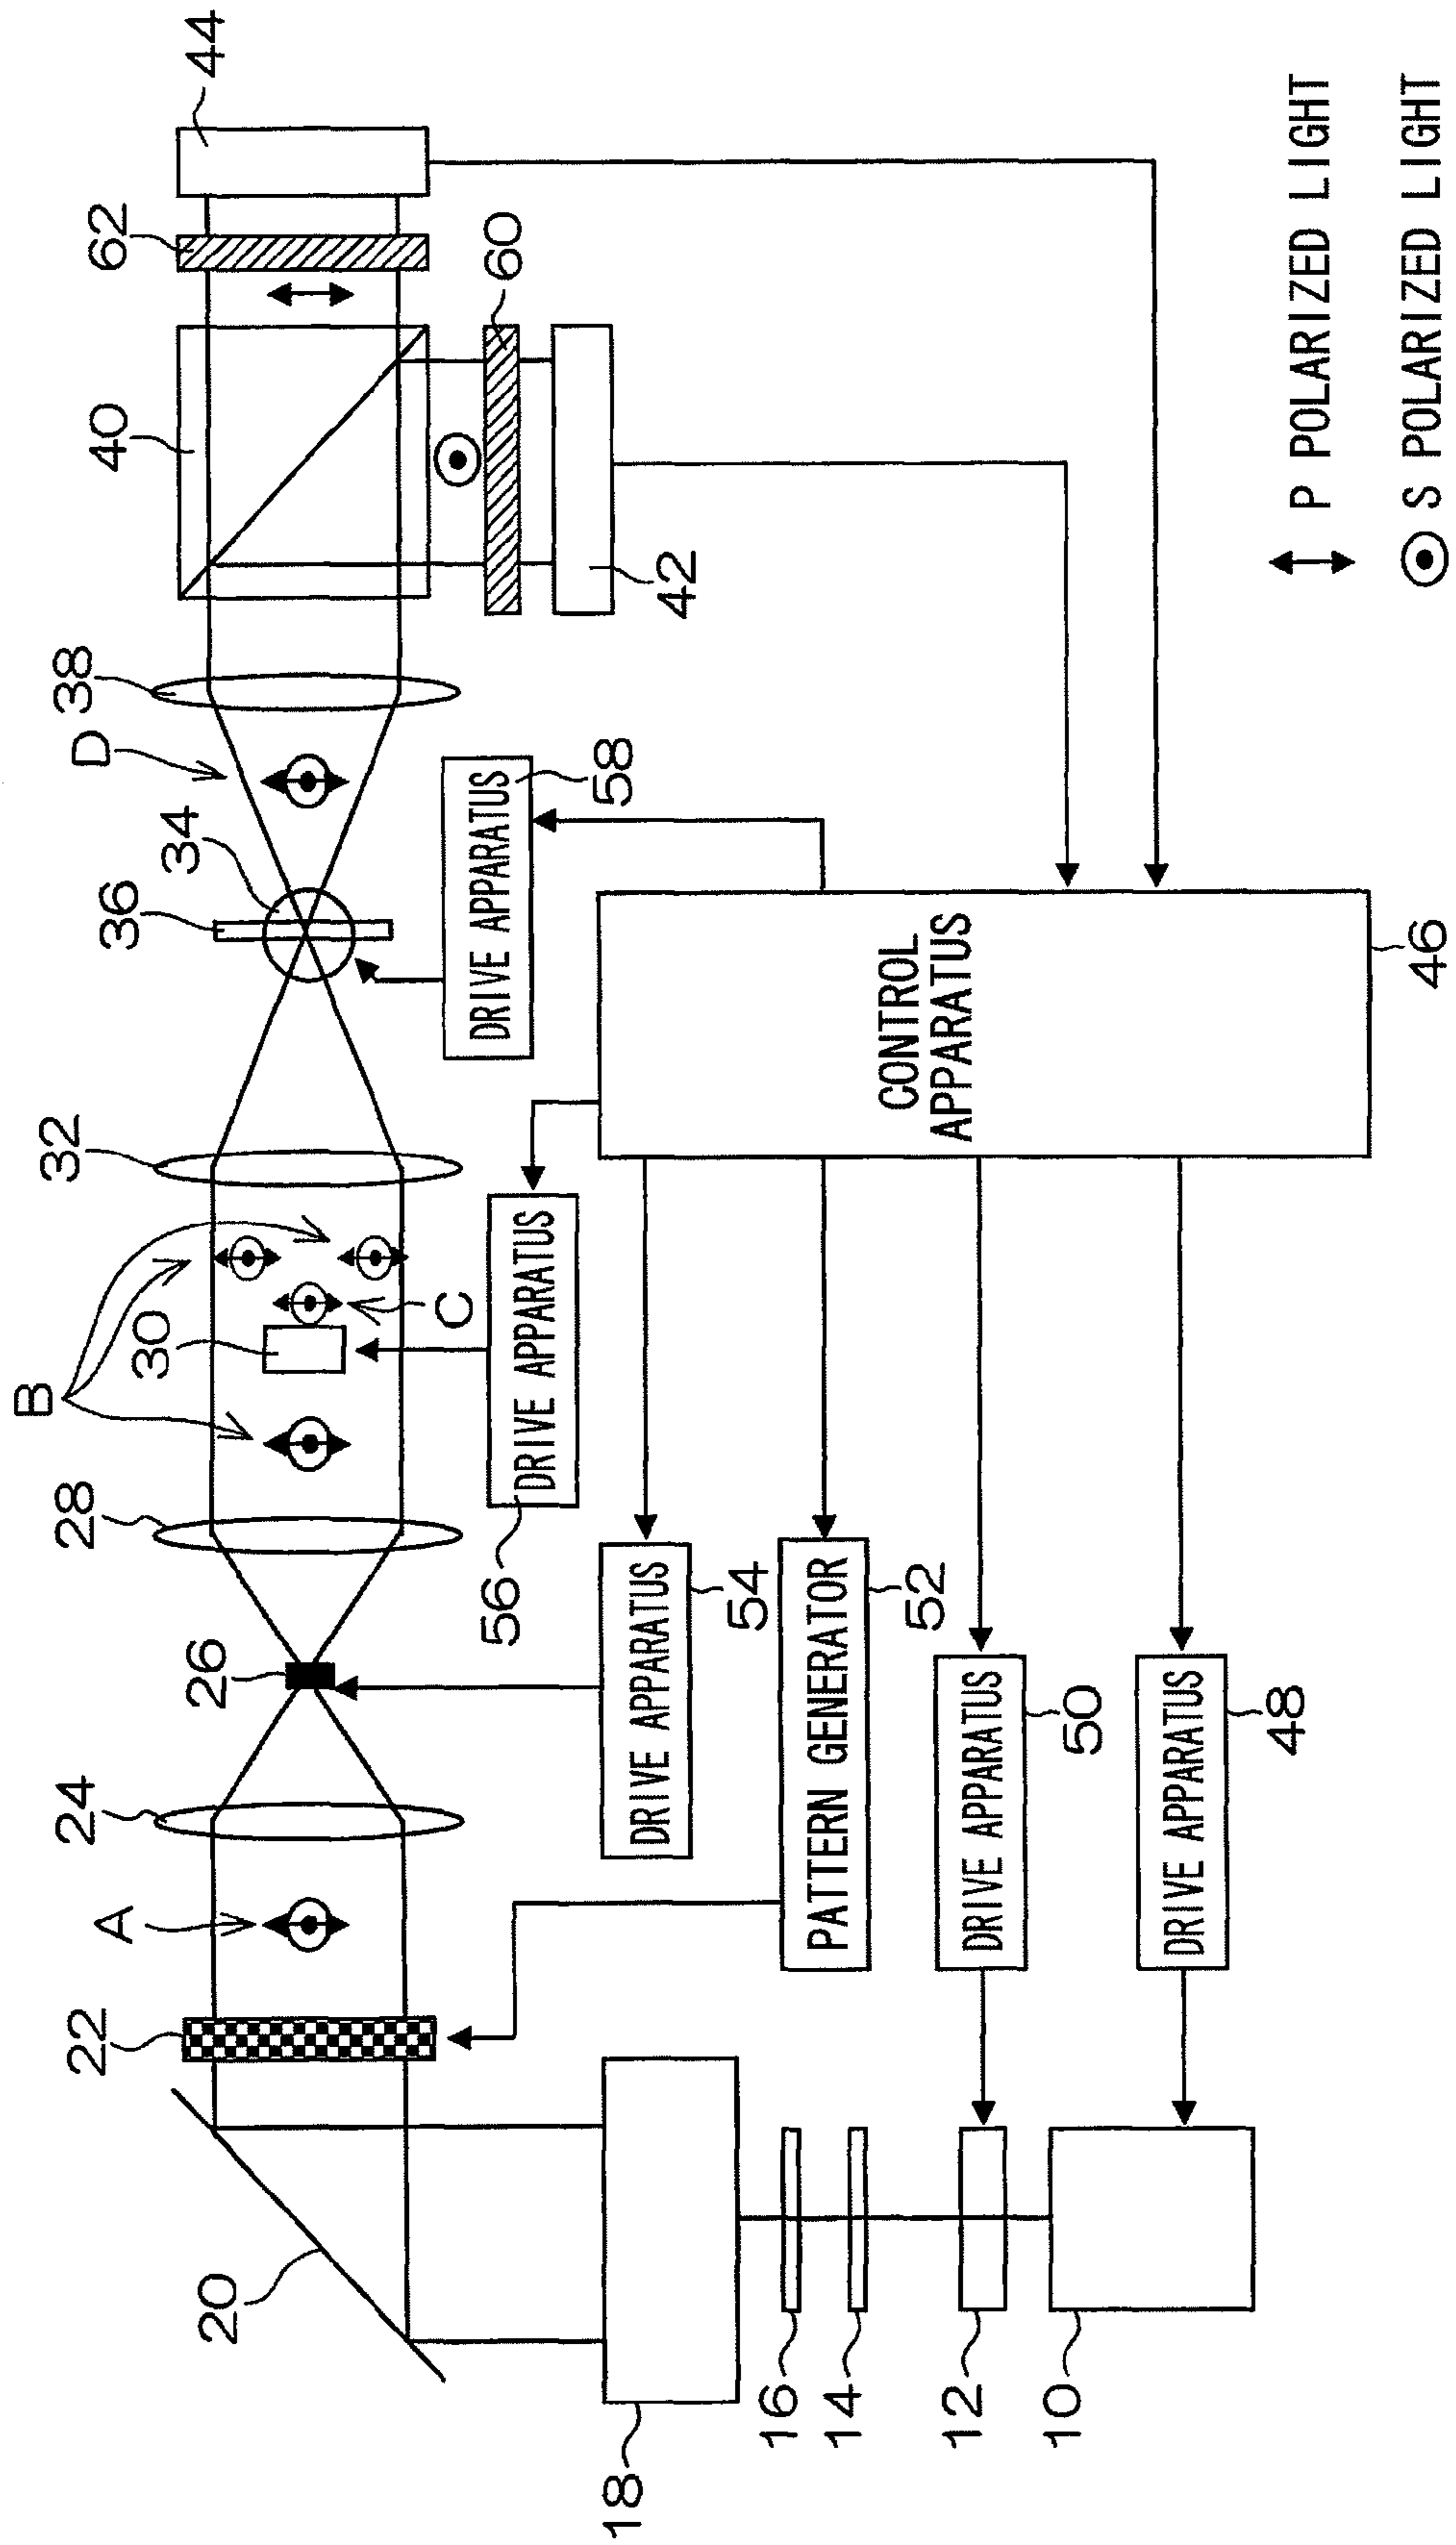 44
62
60
40
42
38
D
34
36
DRIVE APPARATUS
58
32
B
30
C
DRIVE APPARATUS
56
28
26
24
A
22
20
18
16
14
12
10
DRIVE APPARATUS
54
PATTERN GENERATOR
52
DRIVE APPARATUS
50
DRIVE APPARATUS
48
CONTROL
APPARATUS
46
P POLARIZED LIGHT
S POLARIZED LIGHT